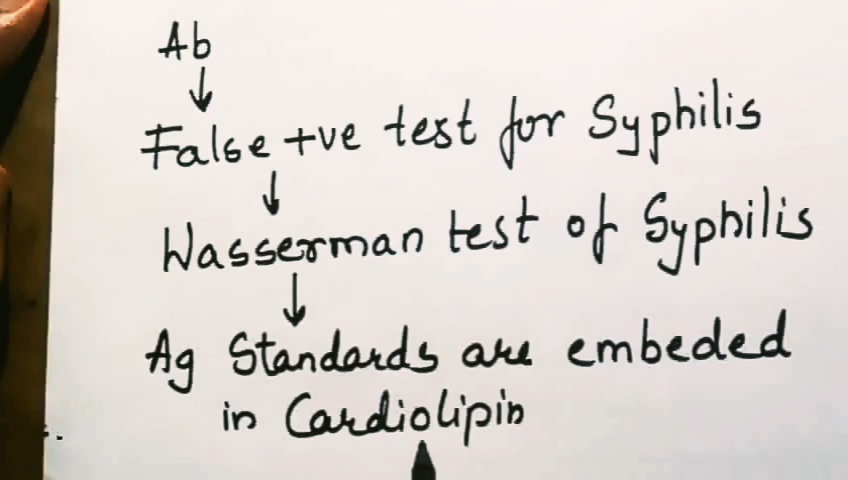 Ab
↓
False +ve test for Syphilis
↓
Wasserman test of Syphilis
↓
Ag Standards are embeded
in Cardiolipin